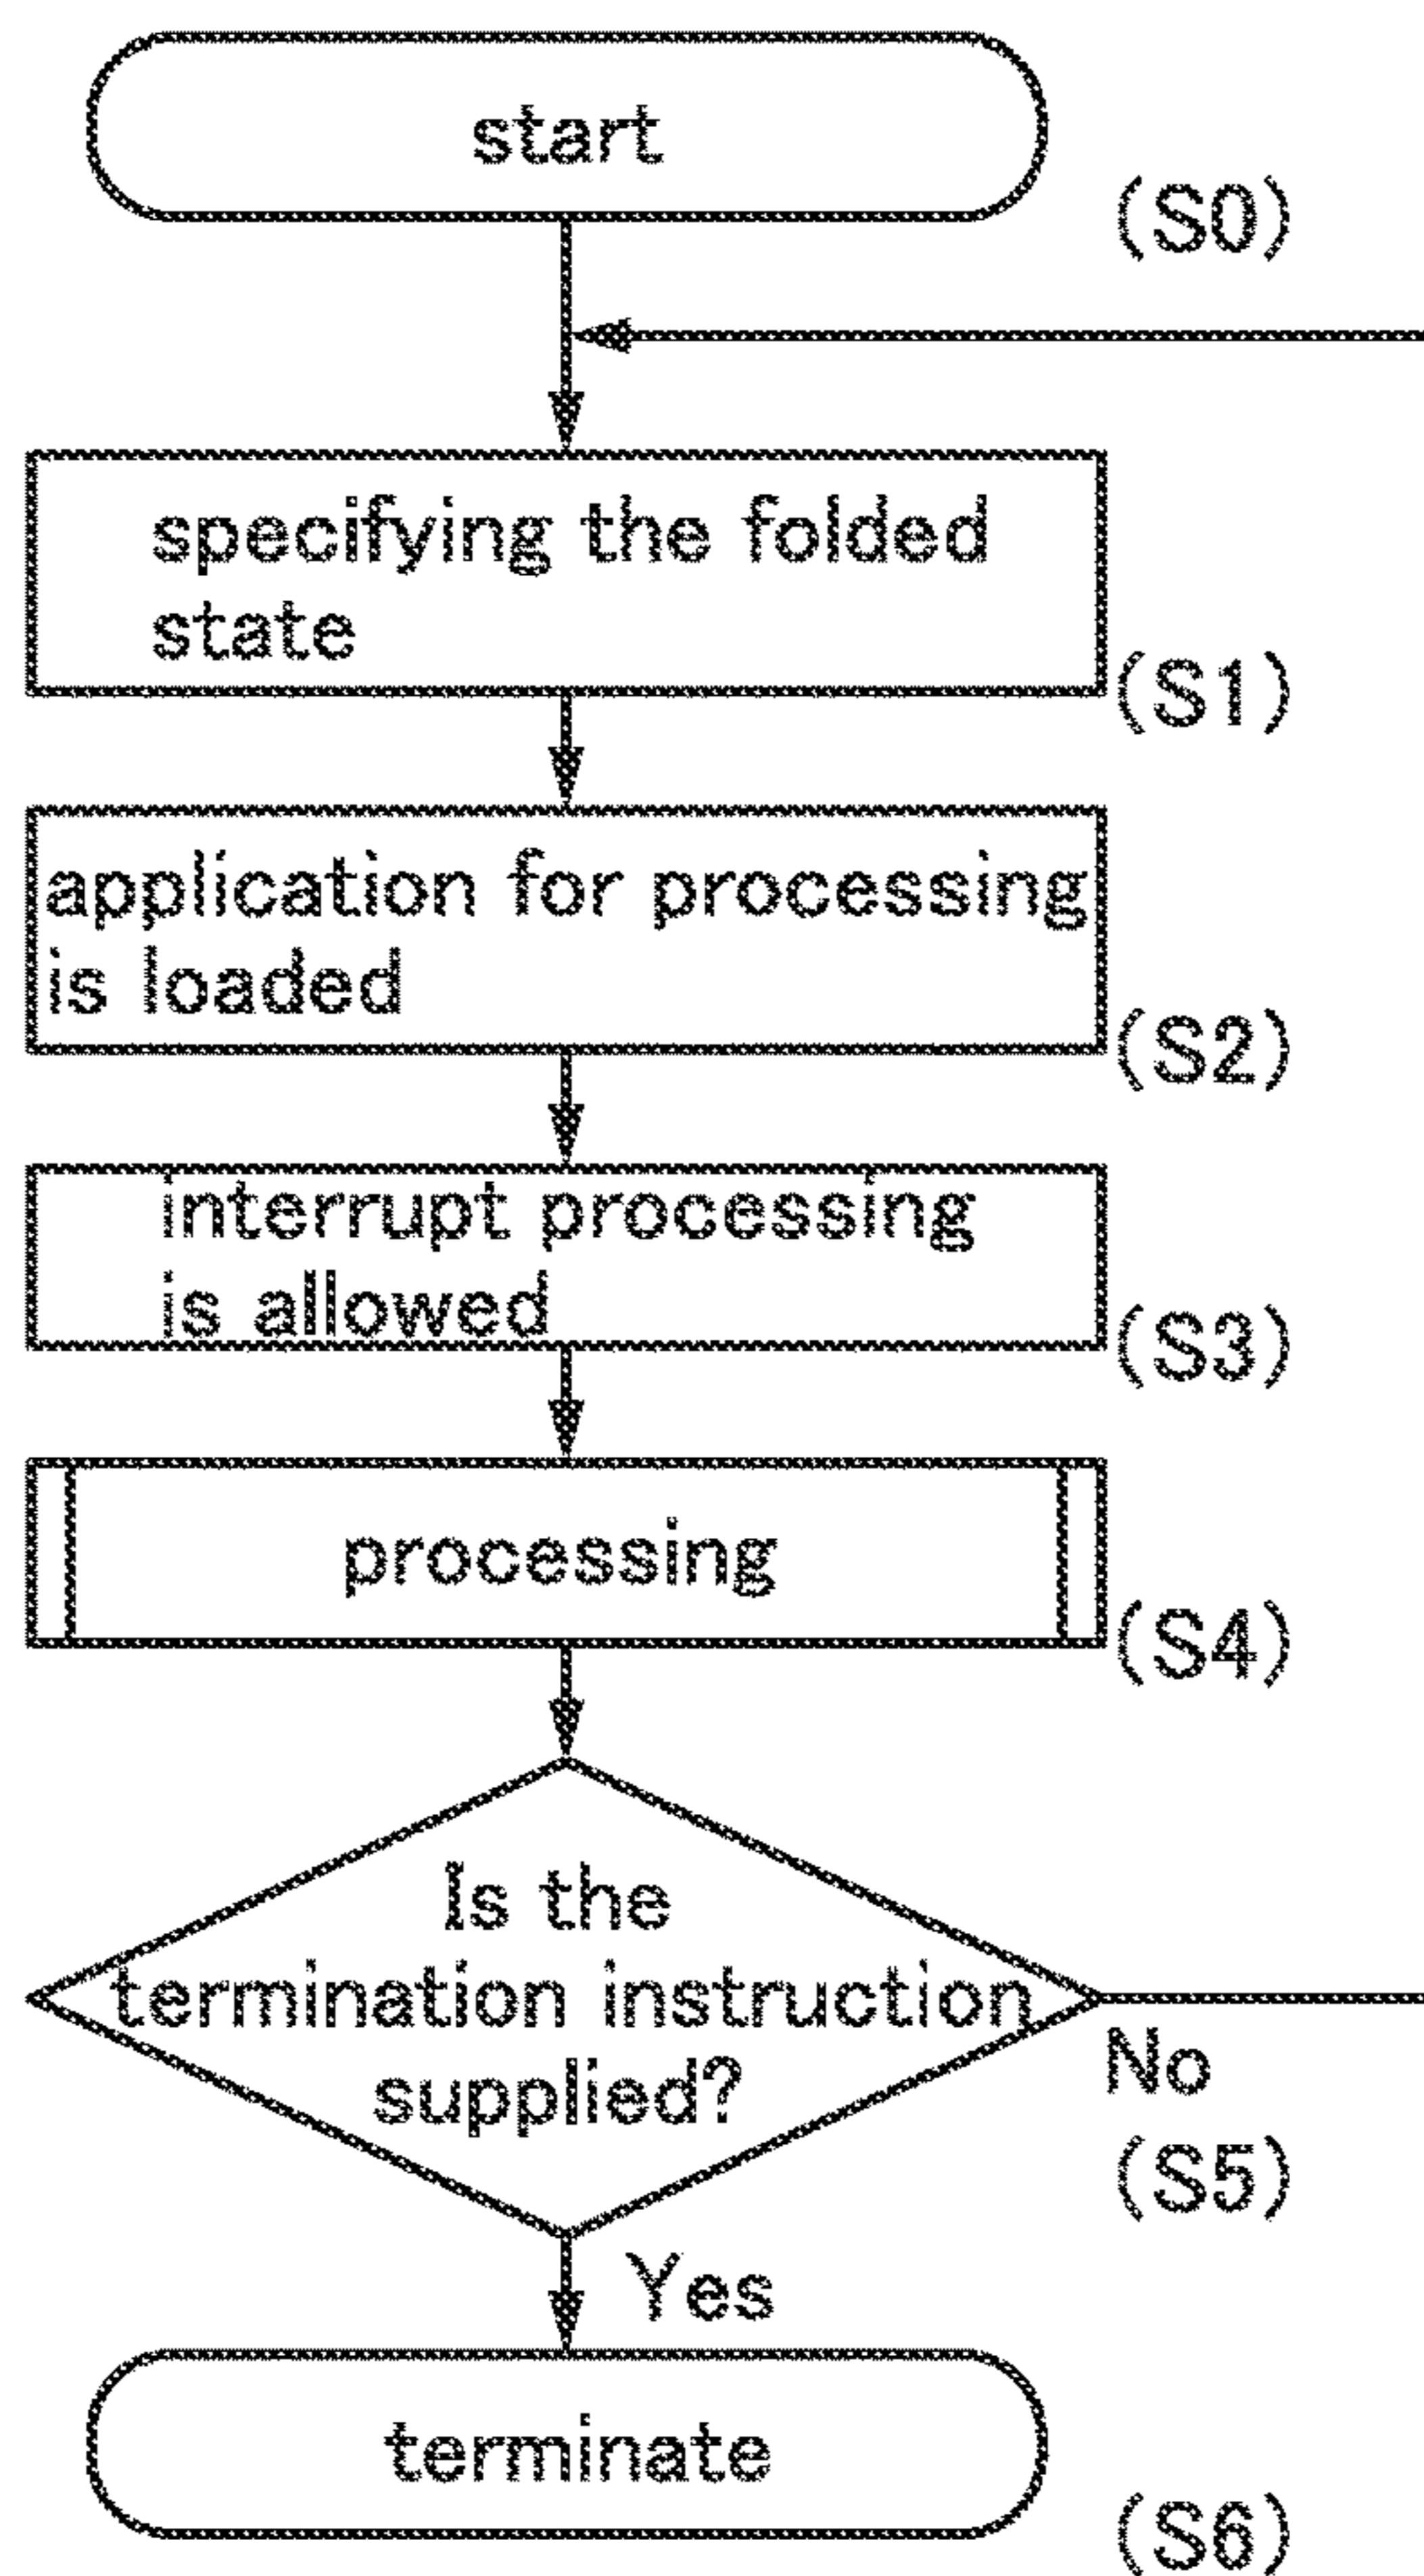 start
(S0)
specifying the folded
state
(S1)
application for processing
is loaded
(S2)
interrupt processing
is allowed
(S3)
processing
(S4)
Is the
termination instruction
supplied?
No
(S5)
Yes
terminate
(S6)